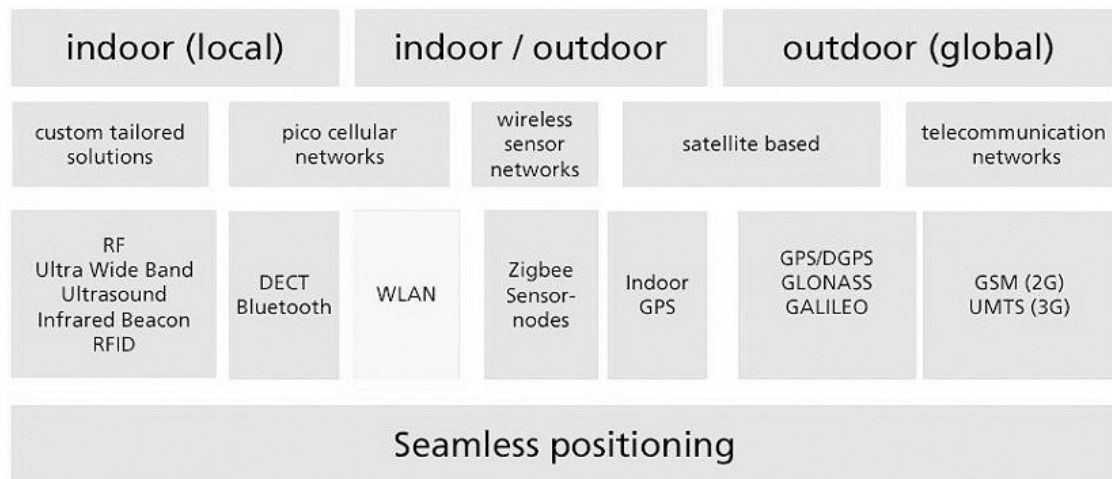 indoor (local)
indoor / outdoor
outdoor (global)
custom tailored
solutions
pico cellular
networks
wireless
sensor
networks
satellite based
telecommunication
networks
RF
Ultra Wide Band
Ultrasound
Infrared Beacon
RFID
DECT
Bluetooth
WLAN
Zigbee
Sensor-
nodes
Indoor
GPS
GPS/DGPS
GLONASS
GALILEO
GSM (2G)
UMTS (3G)
Seamless positioning